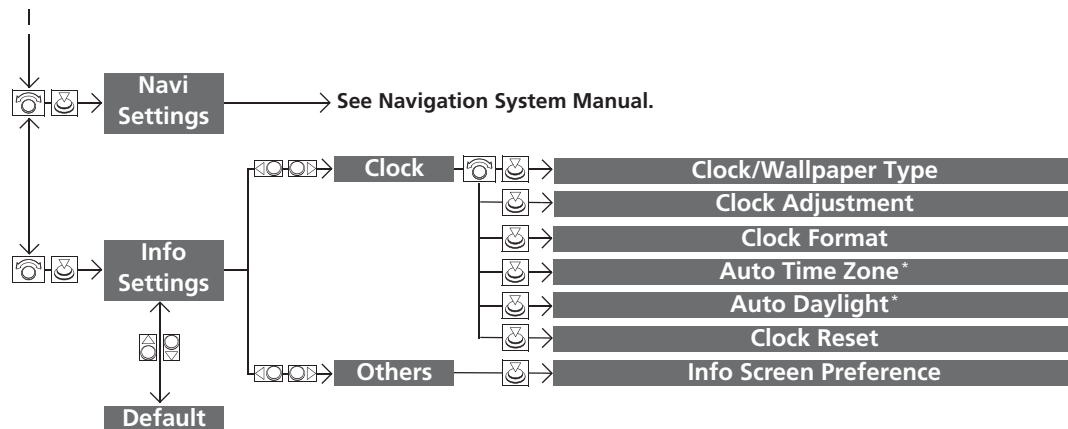 Navi
Settings
See Navigation System Manual.
Clock
Clock/Wallpaper Type
Clock Adjustment
Clock Format
Info
Settings
Auto Time Zone*
Auto Daylight*
Clock Reset
Others
Info Screen Preference
Default